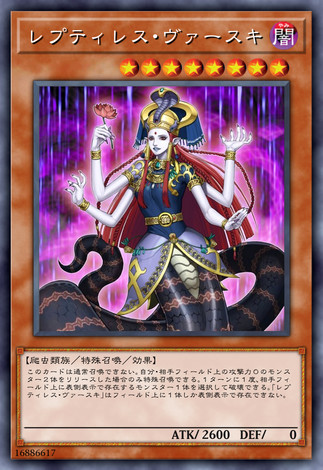 レプティレス・ヴァースキ
闇
やみ
【爬虫類族／特殊召喚／効果】
このカードは通常召喚できない。自分・相手フィールド上の攻撃力０のモン
スター２体をリリースした場合のみ特殊召喚できる。１ターンに１度、相手フィー
ルド上に表側表示で存在するモンスター１体を選択して破壊できる。「レプ
ティレス・ヴァースキ」はフィールド上に１体しか表側表示で存在できない。
ATK/ 2600 DEF/ 0
16886617